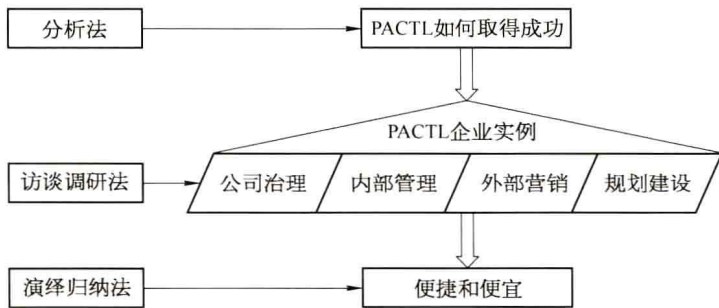 分析法
PACTL如何取得成功
PACTL企业实例
访谈调研法
公司治理
内部管理
外部营销
规划建设
演绎归纳法
便捷和便宜